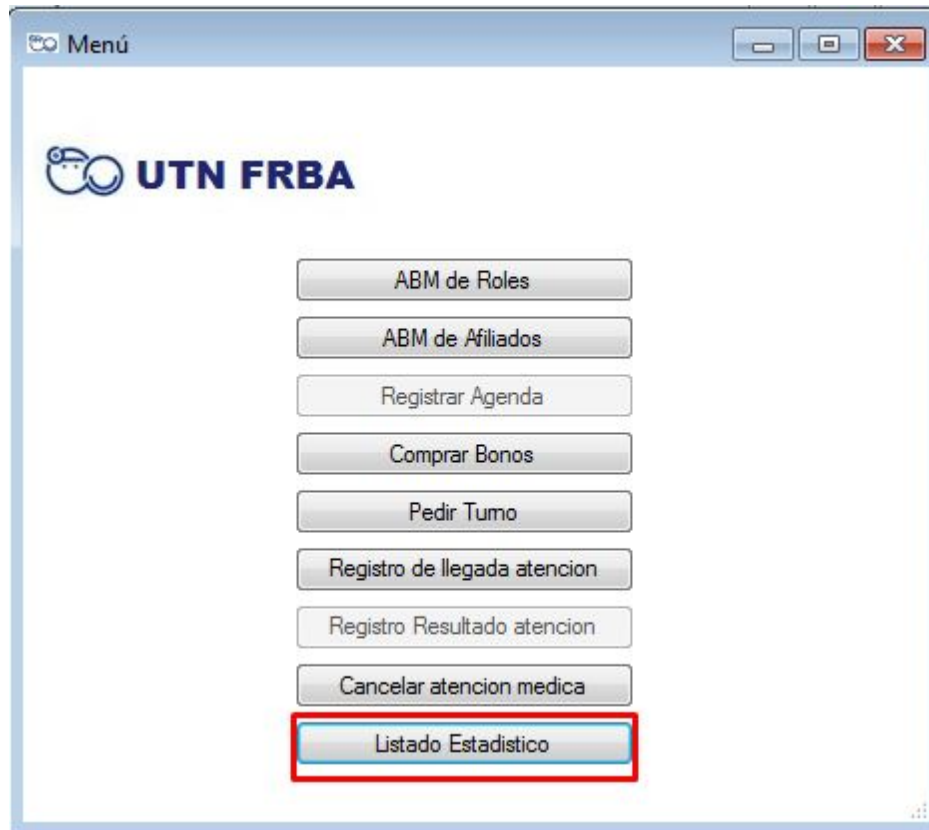 Menú
UTN FRBA
ABM de Roles
ABM de Afiliados
Registrar Agenda
Comprar Bonos
Pedir Turno
Registro de llegada atencion
Registro Resultado atencion
Cancelar atencion medica
Listado Estadistico